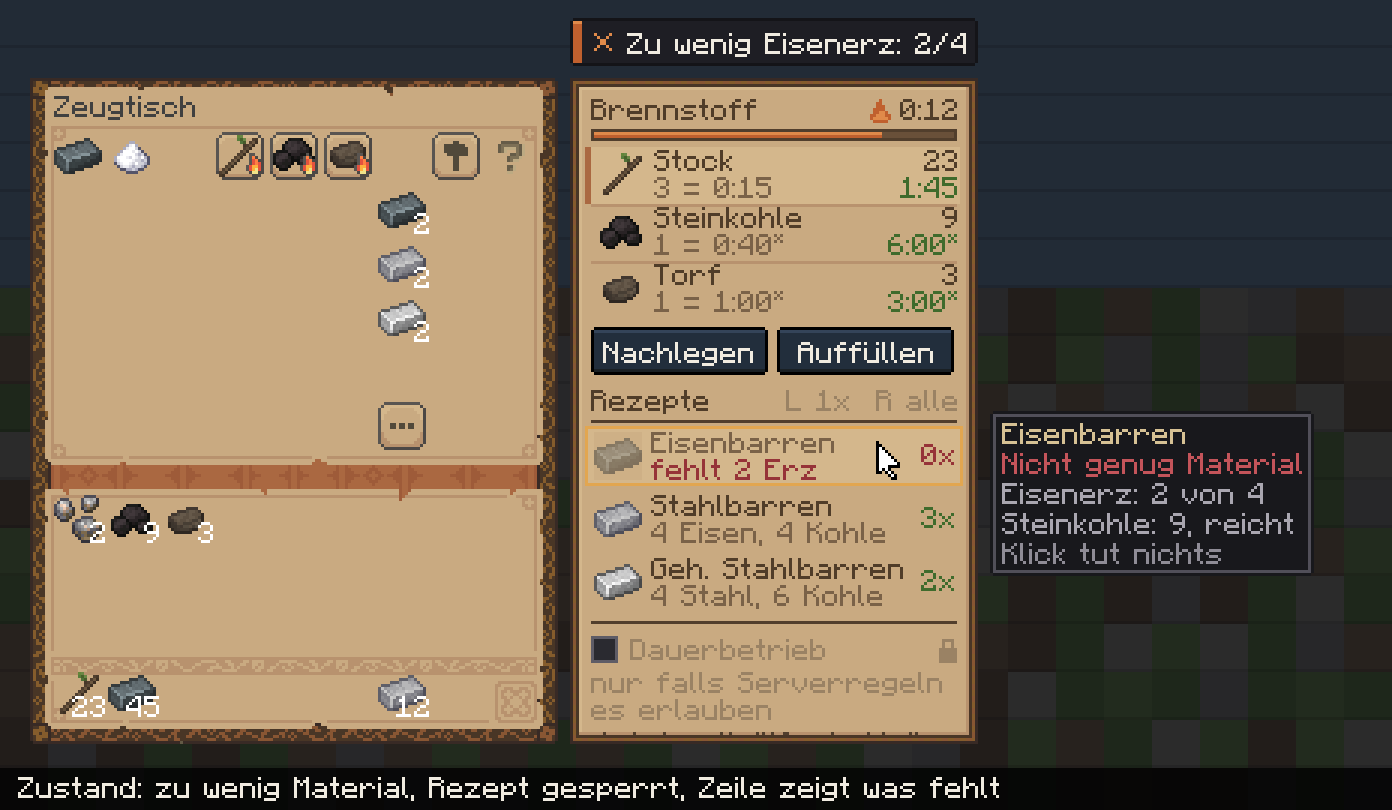 Zu wenig Eisenerz: 2/4
Zeugtisch
?
2
2
2
2
9
3
23
45
12
Brennstoff 0:12
Stock 23
3 = 0:15 1:45
Steinkohle 9
1 = 0:40* 6:00*
Torf 3
1 = 1:00* 3:00*
Nachlegen Auffüllen
Rezepte L 1x R alle
Eisenbarren 0x
fehlt 2 Erz
Stahlbarren 3x
4 Eisen, 4 Kohle
Geh. Stahlbarren 2x
4 Stahl, 6 Kohle
Dauerbetrieb
nur falls Serverregeln
es erlauben
Eisenbarren
Nicht genug Material
Eisenerz: 2 von 4
Steinkohle: 9, reicht
Klick tut nichts
Zustand: zu wenig Material, Rezept gesperrt, Zeile zeigt was fehlt